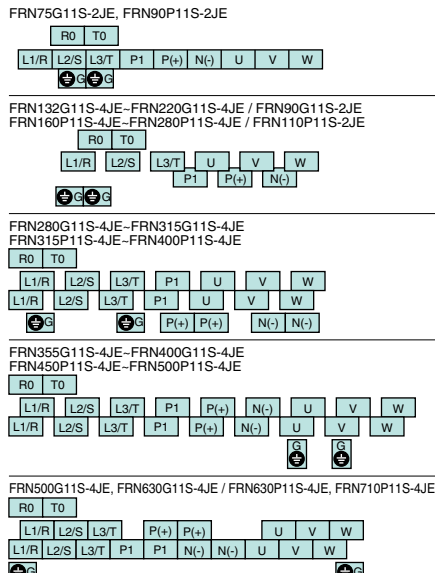 FRN75G11S-2JE, FRN90P11S-2JE
R0 T0
L1/R L2/S L3/T P1 P(+) N(-) U V W
G G
FRN132G11S-4JE~FRN220G11S-4JE / FRN90G11S-2JE
FRN160P11S-4JE~FRN280P11S-4JE / FRN110P11S-2JE
R0 T0
L1/R L2/S L3/T U V W
P1 P(+) N(-)
G G
FRN280G11S-4JE~FRN315G11S-4JE
FRN315P11S-4JE~FRN400P11S-4JE
R0 T0
L1/R L2/S L3/T P1 U V W
L1/R L2/S L3/T P1 U V W
G G P(+) P(+) N(-) N(-)
FRN355G11S-4JE~FRN400G11S-4JE
FRN450P11S-4JE~FRN500P11S-4JE
R0 T0
L1/R L2/S L3/T P1 P(+) N(-) U V W
L1/R L2/S L3/T P1 P(+) N(-) U V W
G G
FRN500G11S-4JE, FRN630G11S-4JE / FRN630P11S-4JE, FRN710P11S-4JE
R0 T0
L1/R L2/S L3/T P(+) P(+) U V W
L1/R L2/S L3/T P1 P1 N(-) N(-) U V W
G G